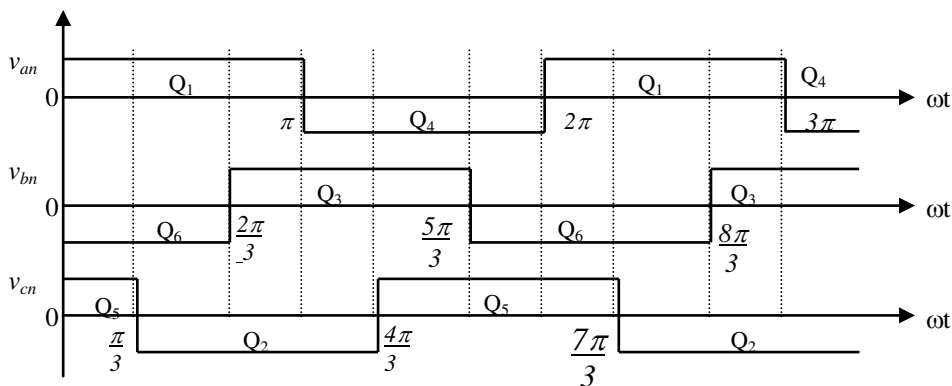 vₐₙ Q₁ Q₁ Q₄
0 ωt
π Q₄ 2π 3π
v_bn
0 Q₃ Q₃ ωt
Q₆ 2π/3 5π/3 Q₆ 8π/3
v_cn
0 Q₅ Q₅ ωt
π/3 Q₂ 4π/3 7π/3 Q₂